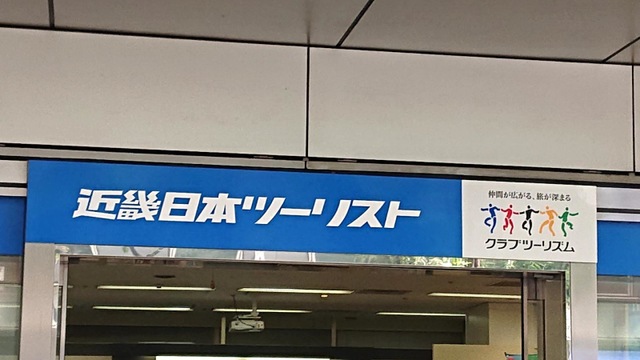 近畿日本ツーリスト
仲間が広がる、旅が深まる
クラブツーリズム